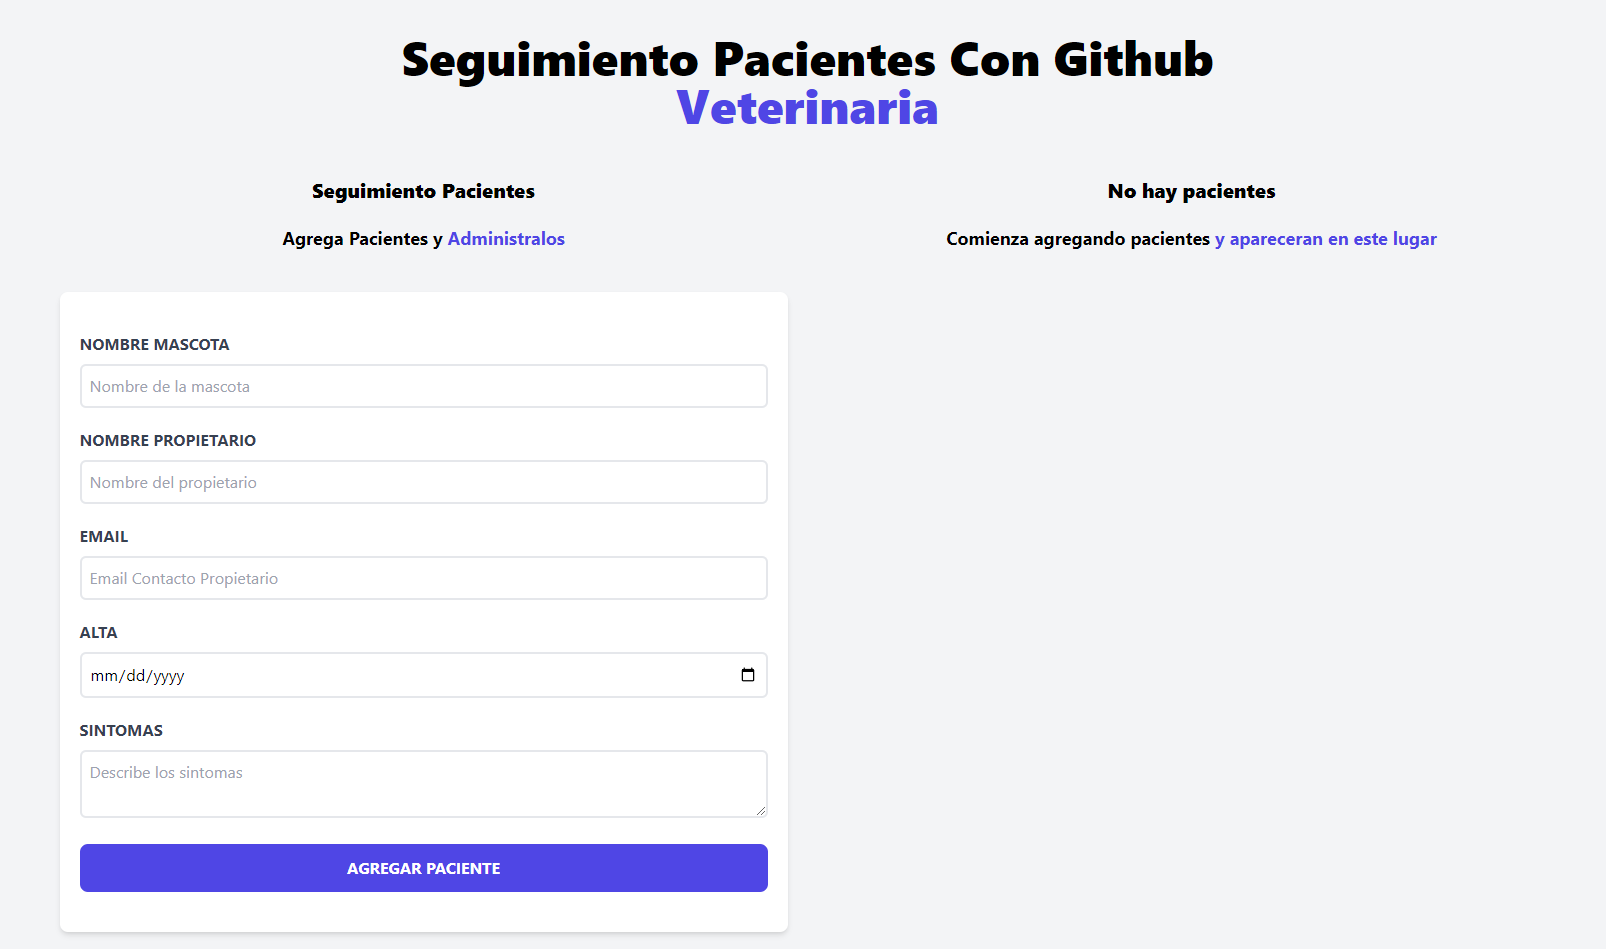 Seguimiento Pacientes Con Github
Veterinaria
Seguimiento Pacientes
Agrega Pacientes y Administralos
NOMBRE MASCOTA
Nombre de la mascota
NOMBRE PROPIETARIO
Nombre del propietario
EMAIL
Email Contacto Propietario
ALTA
mm/dd/yyyy
SINTOMAS
Describe los sintomas
AGREGAR PACIENTE
No hay pacientes
Comienza agregando pacientes y apareceran en este lugar